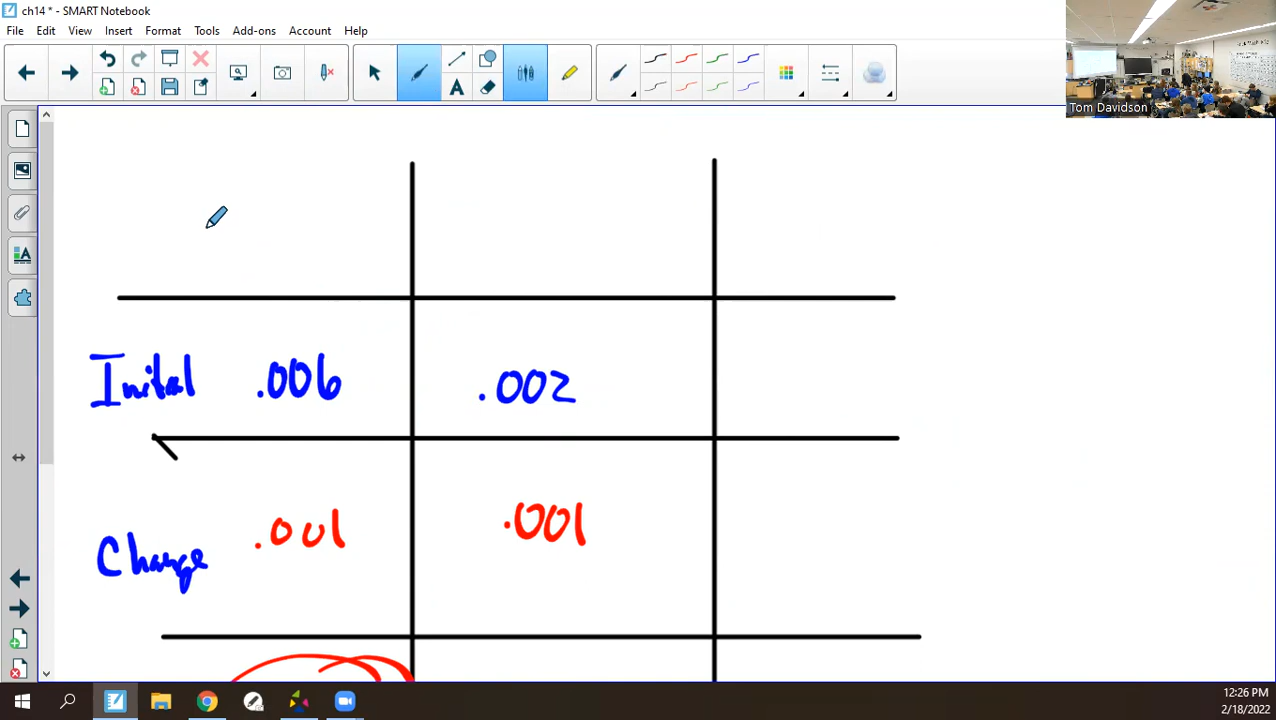 ch14 * - SMART Notebook
File Edit View Insert Format Tools Add-ons Account Help
Tom Davidson
Initial .006 .002
Change .001 .001
12:26 PM
2/18/2022